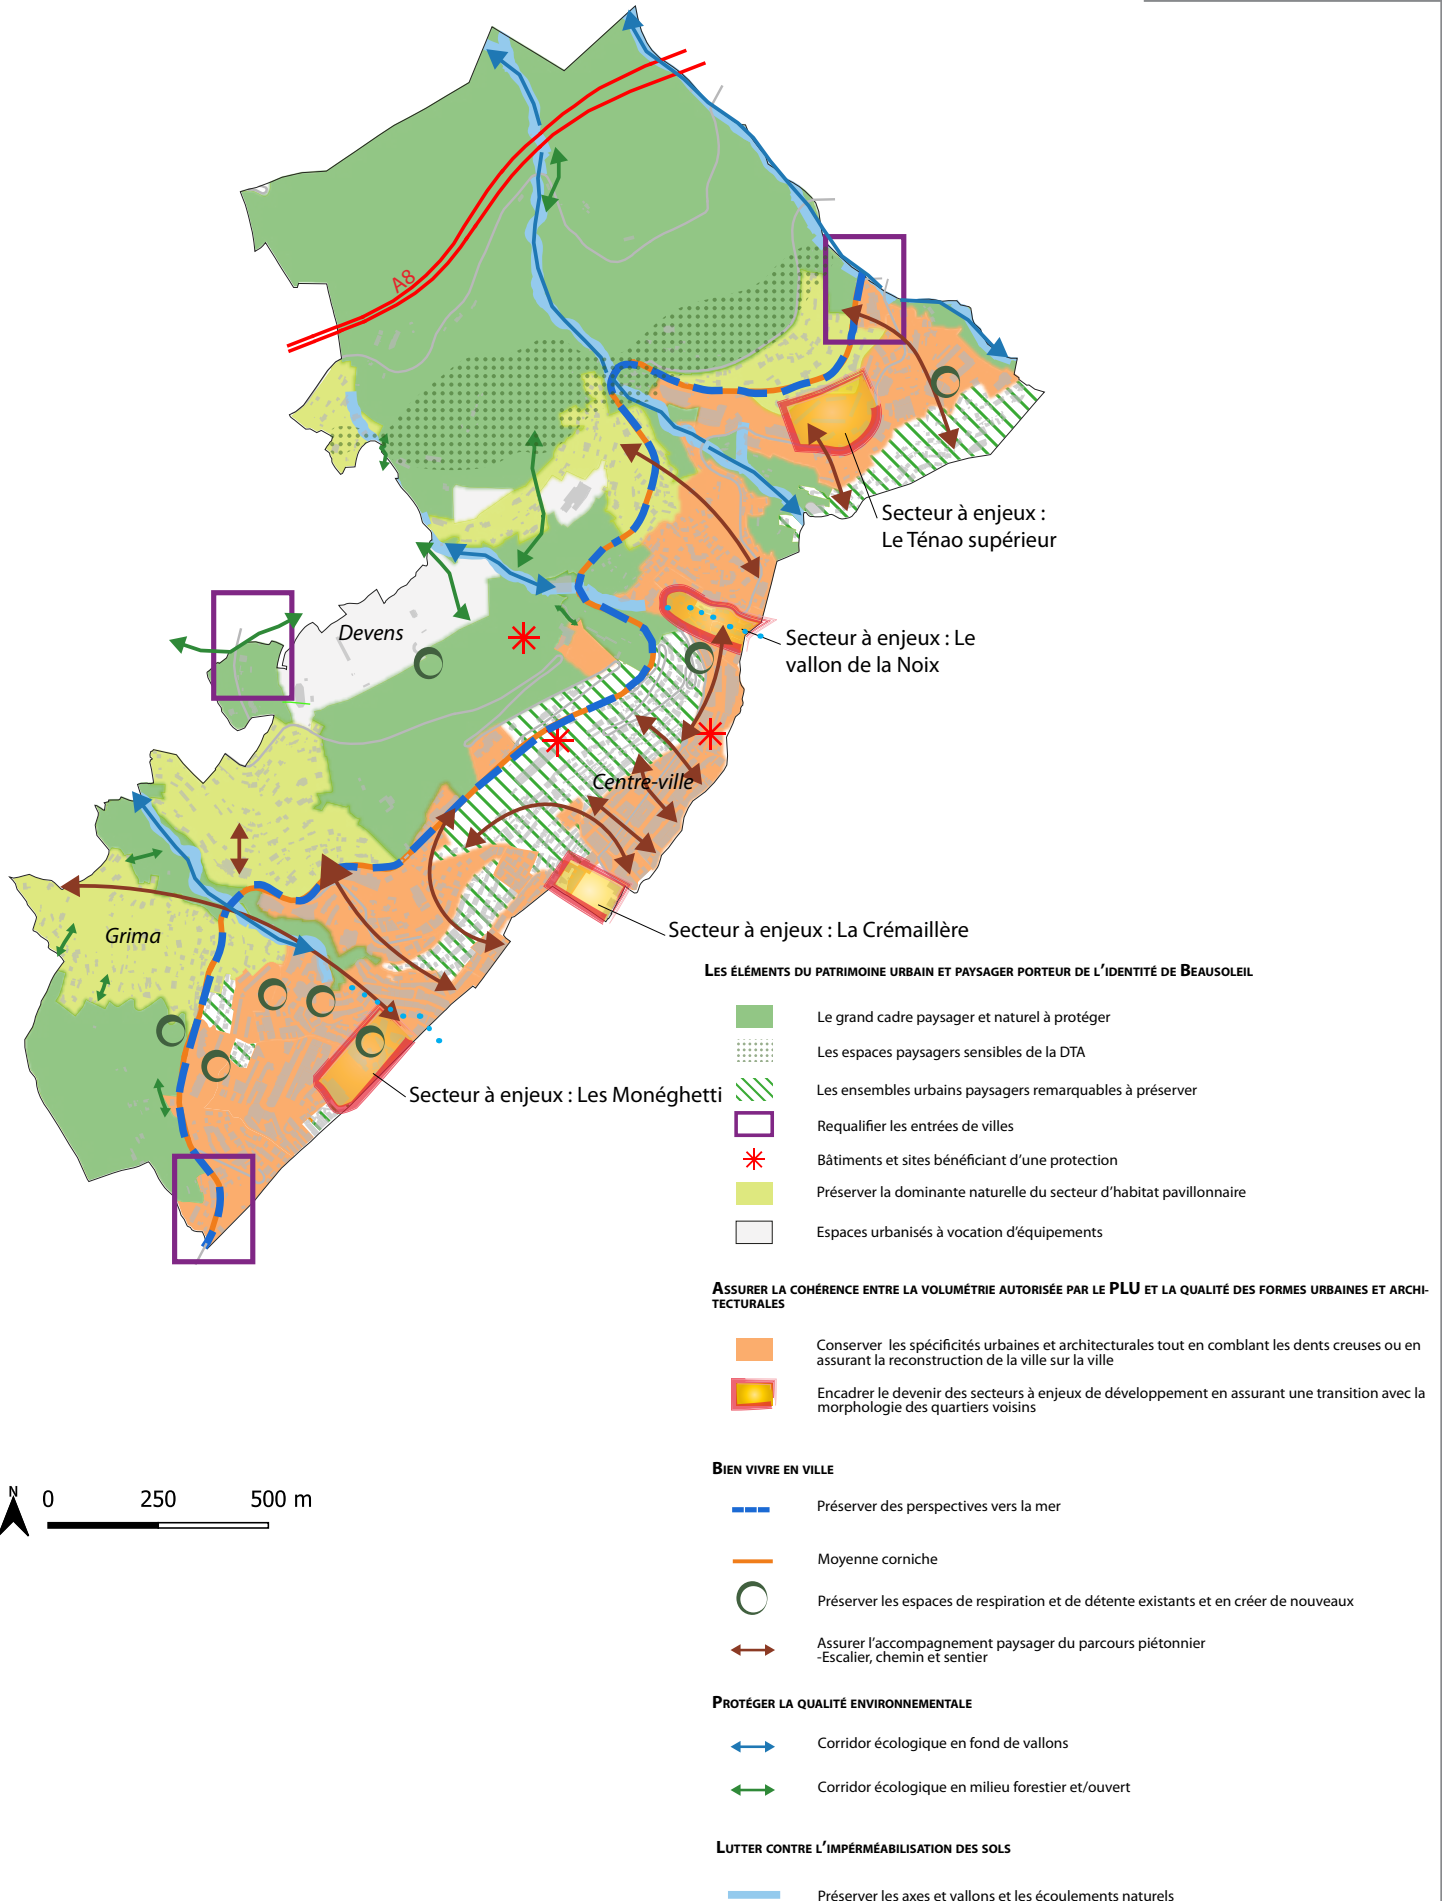 A8
Secteur à enjeux :
Le Ténao supérieur
Devens
Secteur à enjeux : Le
vallon de la Noix
Centre-ville
Grima
Secteur à enjeux : La Crémaillère
Secteur à enjeux : Les Monéghetti
Les éléments du patrimoine urbain et paysager porteur de l'identité de Beausoleil
Le grand cadre paysager et naturel à protéger
Les espaces paysagers sensibles de la DTA
Les ensembles urbains paysagers remarquables à préserver
Requalifier les entrées de villes
Bâtiments et sites bénéficiant d'une protection
Préserver la dominante naturelle du secteur d'habitat pavillonnaire
Espaces urbanisés à vocation d'équipements
Assurer la cohérence entre la volumétrie autorisée par le PLU et la qualité des formes urbaines et archi-
tecturales
Conserver les spécificités urbaines et architecturales tout en comblant les dents creuses ou en
assurant la reconstruction de la ville sur la ville
Encadrer le devenir des secteurs à enjeux de développement en assurant une transition avec la
morphologie des quartiers voisins
Bien vivre en ville
N
0 250 500 m
Préserver des perspectives vers la mer
Moyenne corniche
Préserver les espaces de respiration et de détente existants et en créer de nouveaux
Assurer l'accompagnement paysager du parcours piétonnier
-Escalier, chemin et sentier
Protéger la qualité environnementale
Corridor écologique en fond de vallons
Corridor écologique en milieu forestier et/ouvert
Lutter contre l'impérméabilisation des sols
Préserver les axes et vallons et les écoulements naturels